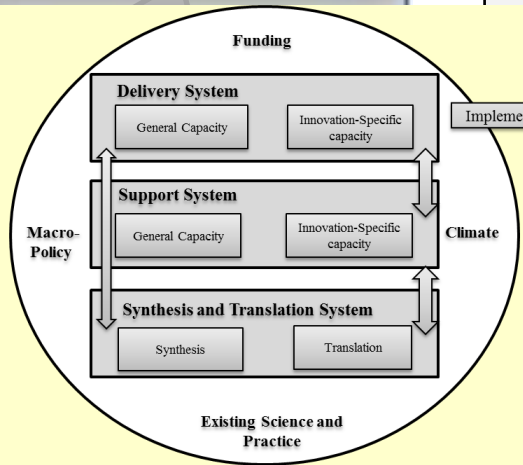 Funding
Delivery System
General Capacity
Innovation-Specific
capacity
Impleme
Support System
General Capacity
Innovation-Specific
capacity
Macro-
Policy
Climate
Synthesis and Translation System
Synthesis
Translation
Existing Science and
Practice